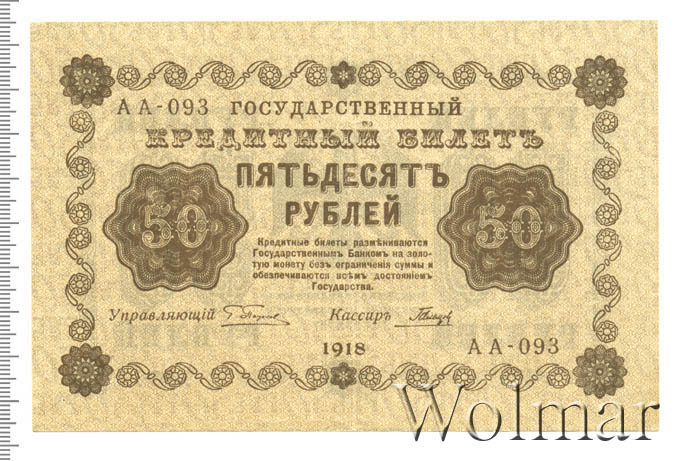 АА-093 ГОСУДАРСТВЕННЫЙ
КРЕДИТНЫЙ БИЛЕТЪ
ПЯТЬДЕСЯТЪ
РУБЛЕЙ
50 50
Кредитные билеты размѣниваются
Государственнымъ Банкомъ на золо-
тую монету безъ ограниченія суммы и
обезпечиваются всѣмъ достояніемъ
Государства.
Управляющій Кассиръ
1918 АА-093
Wolmar